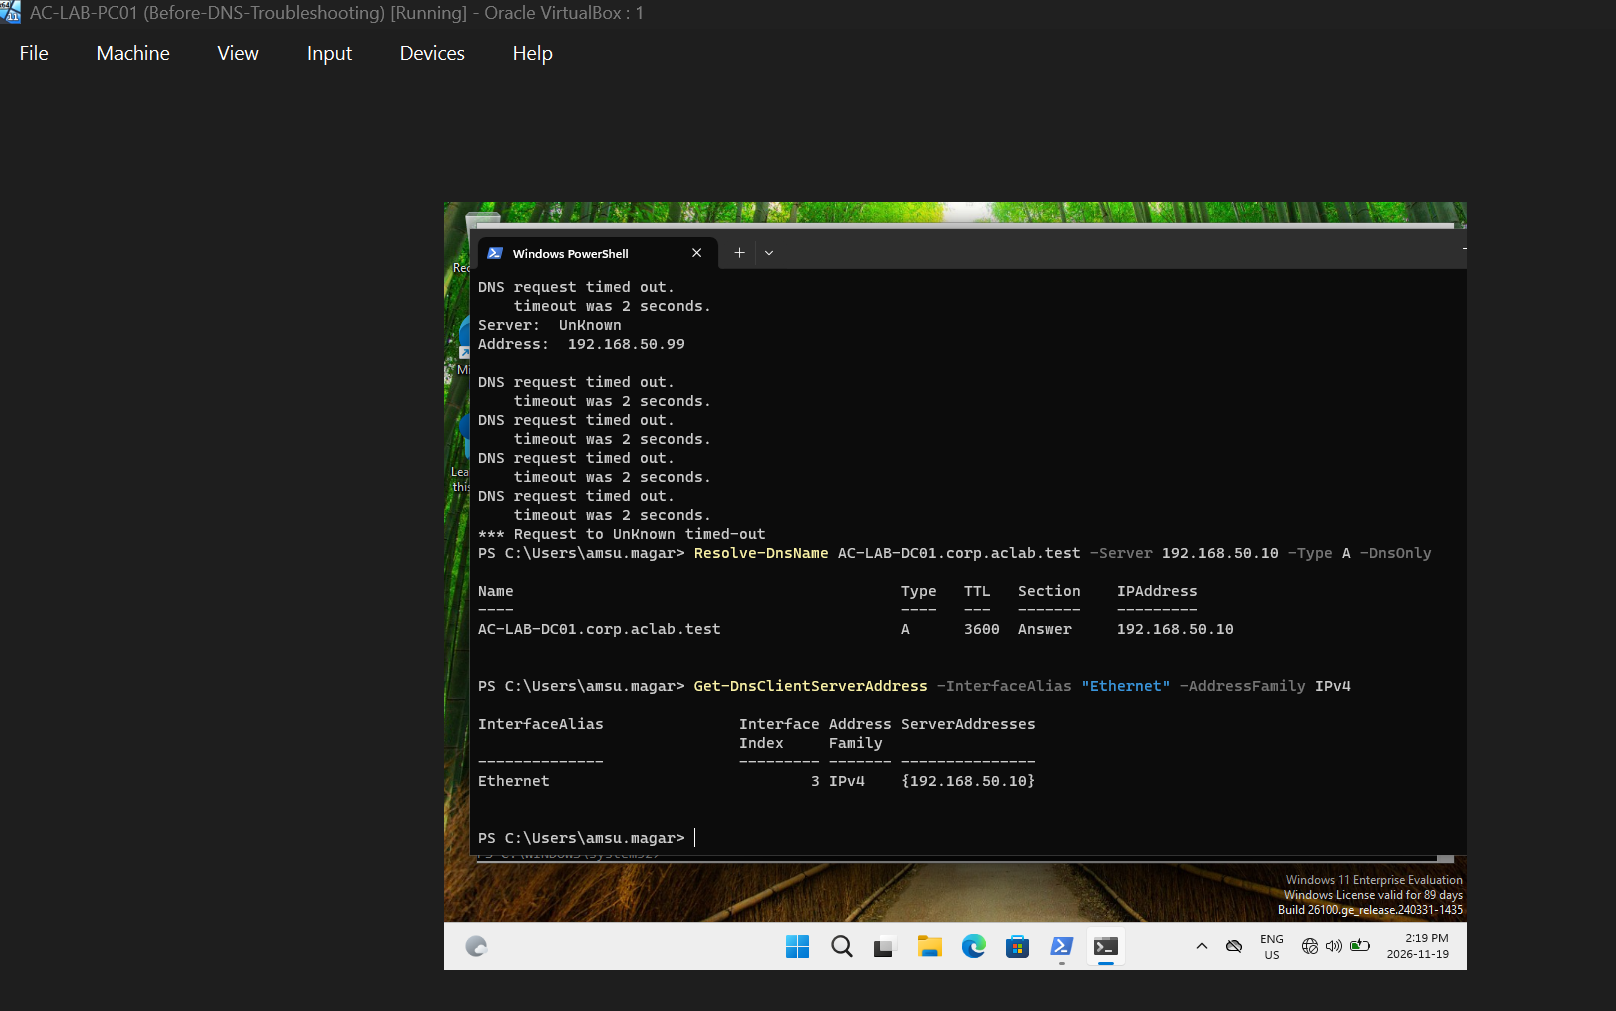 AC-LAB-PC01 (Before-DNS-Troubleshooting) [Running] - Oracle VirtualBox : 1
File Machine View Input Devices Help
Windows PowerShell
DNS request timed out.
    timeout was 2 seconds.
Server:  UnKnown
Address:  192.168.50.99
DNS request timed out.
    timeout was 2 seconds.
DNS request timed out.
    timeout was 2 seconds.
DNS request timed out.
    timeout was 2 seconds.
DNS request timed out.
    timeout was 2 seconds.
*** Request to UnKnown timed-out
PS C:\Users\amsu.magar> Resolve-DnsName AC-LAB-DC01.corp.aclab.test -Server 192.168.50.10 -Type A -DnsOnly
Name Type TTL Section IPAddress
---- ---- --- ------- ---------
AC-LAB-DC01.corp.aclab.test A 3600 Answer 192.168.50.10
PS C:\Users\amsu.magar> Get-DnsClientServerAddress -InterfaceAlias "Ethernet" -AddressFamily IPv4
InterfaceAlias Interface Address ServerAddresses
Index Family
-------------- --------- ------- ---------------
Ethernet 3 IPv4 {192.168.50.10}
PS C:\Users\amsu.magar>
Windows 11 Enterprise Evaluation
Windows License valid for 89 days
Build 26100.ge_release.240331-1435
ENG
US
2:19 PM
2026-11-19